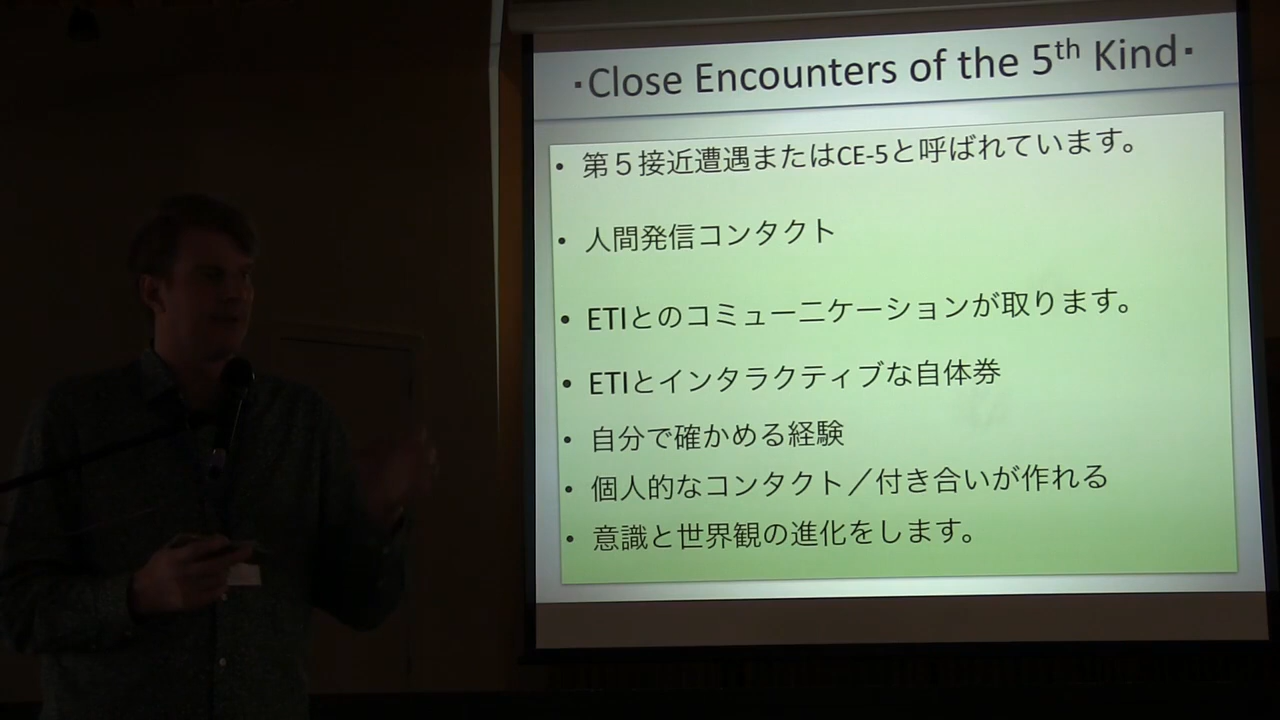 ·Close Encounters of the 5th Kind·
• 第５接近遭遇またはCE-5と呼ばれています。
• 人間発信コンタクト
• ETIとのコミューニケーションが取ります。
• ETIとインタラクティブな自体券
• 自分で確かめる経験
• 個人的なコンタクト／付き合いが作れる
• 意識と世界観の進化をします。